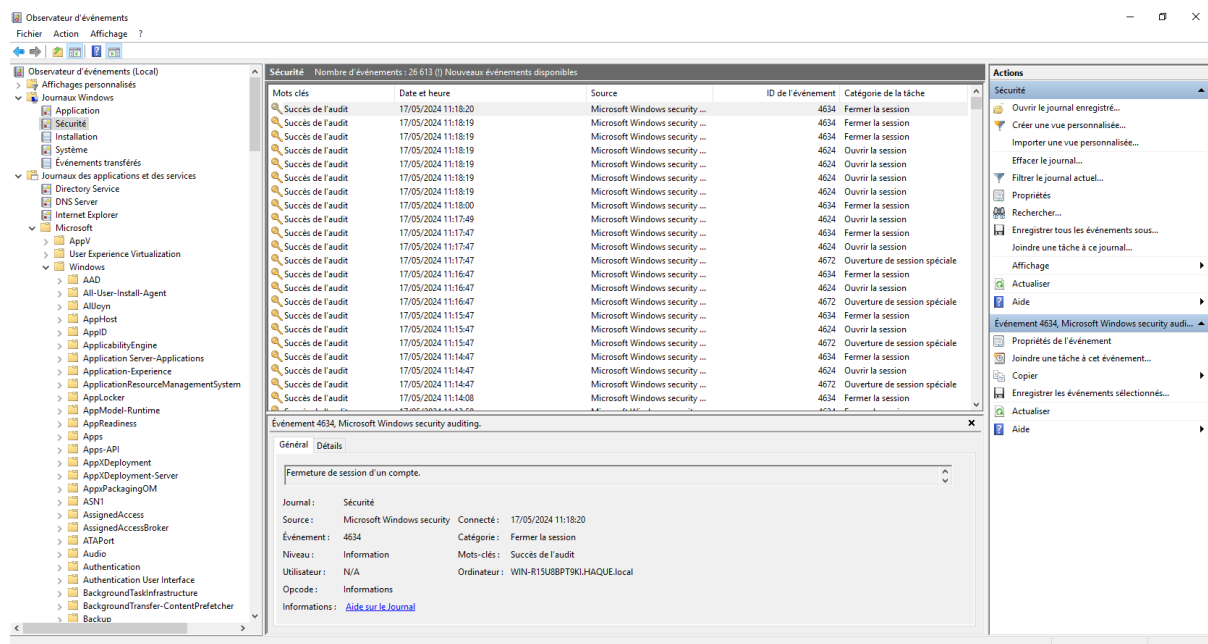 Observateur d'événements
Fichier Action Affichage ?
Observateur d'événements (Local)
Affichages personnalisés
Journaux Windows
Application
Sécurité
Installation
Système
Événements transférés
Journaux des applications et des services
Directory Service
DNS Server
Internet Explorer
Microsoft
AppV
User Experience Virtualization
Windows
AAD
All-User-Install-Agent
AllJoyn
AppHost
AppID
ApplicabilityEngine
Application Server-Applications
Application-Experience
ApplicationResourceManagementSystem
AppLocker
AppModel-Runtime
AppReadiness
Apps
Apps-API
AppXDeployment
AppXDeployment-Server
AppxPackagingOM
ASN1
AssignedAccess
AssignedAccessBroker
ATAPort
Audio
Authentication
Authentication User Interface
BackgroundTaskInfrastructure
BackgroundTransfer-ContentPrefetcher
Backup
Sécurité Nombre d'événements : 26 613 (!) Nouveaux événements disponibles
Mots clés Date et heure Source ID de l'événement Catégorie de la tâche
Succès de l'audit 17/05/2024 11:18:20 Microsoft Windows security ... 4634 Fermer la session
Succès de l'audit 17/05/2024 11:18:19 Microsoft Windows security ... 4634 Fermer la session
Succès de l'audit 17/05/2024 11:18:19 Microsoft Windows security ... 4634 Fermer la session
Succès de l'audit 17/05/2024 11:18:19 Microsoft Windows security ... 4624 Ouvrir la session
Succès de l'audit 17/05/2024 11:18:19 Microsoft Windows security ... 4624 Ouvrir la session
Succès de l'audit 17/05/2024 11:18:19 Microsoft Windows security ... 4624 Ouvrir la session
Succès de l'audit 17/05/2024 11:18:19 Microsoft Windows security ... 4624 Ouvrir la session
Succès de l'audit 17/05/2024 11:18:00 Microsoft Windows security ... 4634 Fermer la session
Succès de l'audit 17/05/2024 11:17:49 Microsoft Windows security ... 4624 Ouvrir la session
Succès de l'audit 17/05/2024 11:17:47 Microsoft Windows security ... 4634 Fermer la session
Succès de l'audit 17/05/2024 11:17:47 Microsoft Windows security ... 4624 Ouvrir la session
Succès de l'audit 17/05/2024 11:17:47 Microsoft Windows security ... 4672 Ouverture de session spéciale
Succès de l'audit 17/05/2024 11:16:47 Microsoft Windows security ... 4634 Fermer la session
Succès de l'audit 17/05/2024 11:16:47 Microsoft Windows security ... 4624 Ouvrir la session
Succès de l'audit 17/05/2024 11:16:47 Microsoft Windows security ... 4672 Ouverture de session spéciale
Succès de l'audit 17/05/2024 11:15:47 Microsoft Windows security ... 4634 Fermer la session
Succès de l'audit 17/05/2024 11:15:47 Microsoft Windows security ... 4624 Ouvrir la session
Succès de l'audit 17/05/2024 11:15:47 Microsoft Windows security ... 4672 Ouverture de session spéciale
Succès de l'audit 17/05/2024 11:14:47 Microsoft Windows security ... 4634 Fermer la session
Succès de l'audit 17/05/2024 11:14:47 Microsoft Windows security ... 4624 Ouvrir la session
Succès de l'audit 17/05/2024 11:14:47 Microsoft Windows security ... 4672 Ouverture de session spéciale
Succès de l'audit 17/05/2024 11:14:08 Microsoft Windows security ... 4634 Fermer la session
Événement 4634, Microsoft Windows security auditing.
Général Détails
Fermeture de session d'un compte.
Journal : Sécurité
Source : Microsoft Windows security Connecté : 17/05/2024 11:18:20
Événement : 4634 Catégorie : Fermer la session
Niveau : Information Mots-clés : Succès de l'audit
Utilisateur : N/A Ordinateur : WIN-R15U8BPT9KI.HAQUE.local
Opcode : Informations
Informations : Aide sur le Journal
Actions
Sécurité
Ouvrir le journal enregistré...
Créer une vue personnalisée...
Importer une vue personnalisée...
Effacer le journal...
Filtrer le journal actuel...
Propriétés
Rechercher...
Enregistrer tous les événements sous...
Joindre une tâche à ce journal...
Affichage
Actualiser
Aide
Événement 4634, Microsoft Windows security audi...
Propriétés de l'événement
Joindre une tâche à cet événement...
Copier
Enregistrer les événements sélectionnés...
Actualiser
Aide